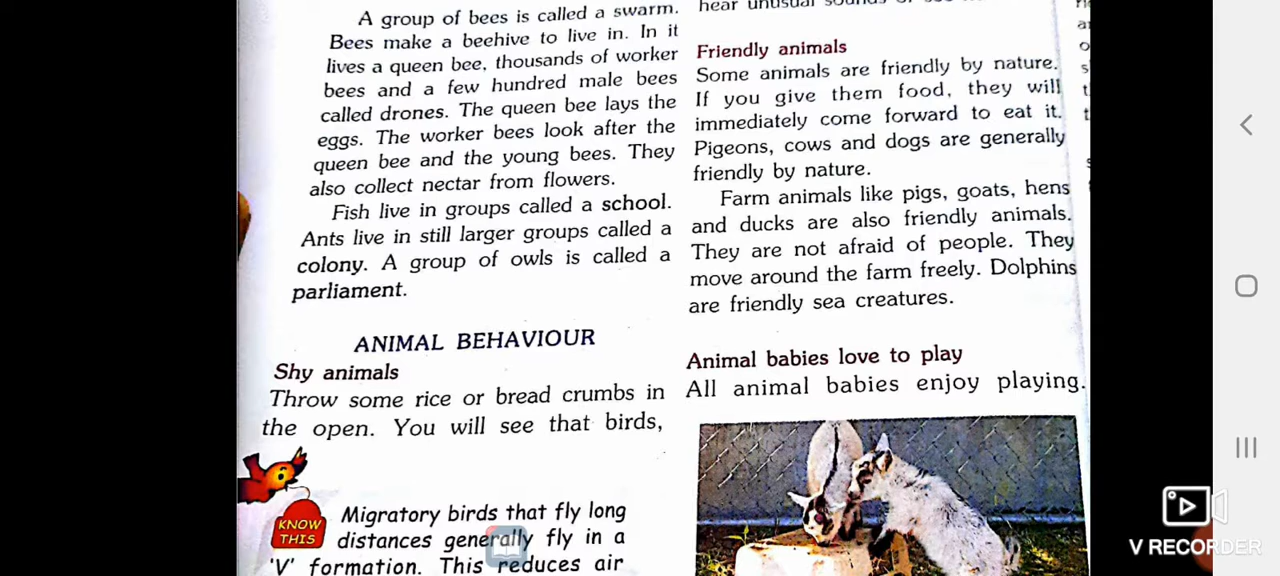 A group of bees is called a swarm.
Bees make a beehive to live in. In it
lives a queen bee, thousands of worker
bees and a few hundred male bees
called drones. The queen bee lays the
eggs. The worker bees look after the
queen bee and the young bees. They
also collect nectar from flowers.
Fish live in groups called a school.
Ants live in still larger groups called a
colony. A group of owls is called a
parliament.
ANIMAL BEHAVIOUR
Shy animals
Throw some rice or bread crumbs in
the open. You will see that birds,
KNOW
THIS
Migratory birds that fly long
distances generally fly in a
'V' formation. This reduces air
hear unusual
Friendly animals
Some animals are friendly by nature.
If you give them food, they will
immediately come forward to eat it.
Pigeons, cows and dogs are generally
friendly by nature.
Farm animals like pigs, goats, hens
and ducks are also friendly animals.
They are not afraid of people. They
move around the farm freely. Dolphins
are friendly sea creatures.
Animal babies love to play
All animal babies enjoy playing.
V RECORDER